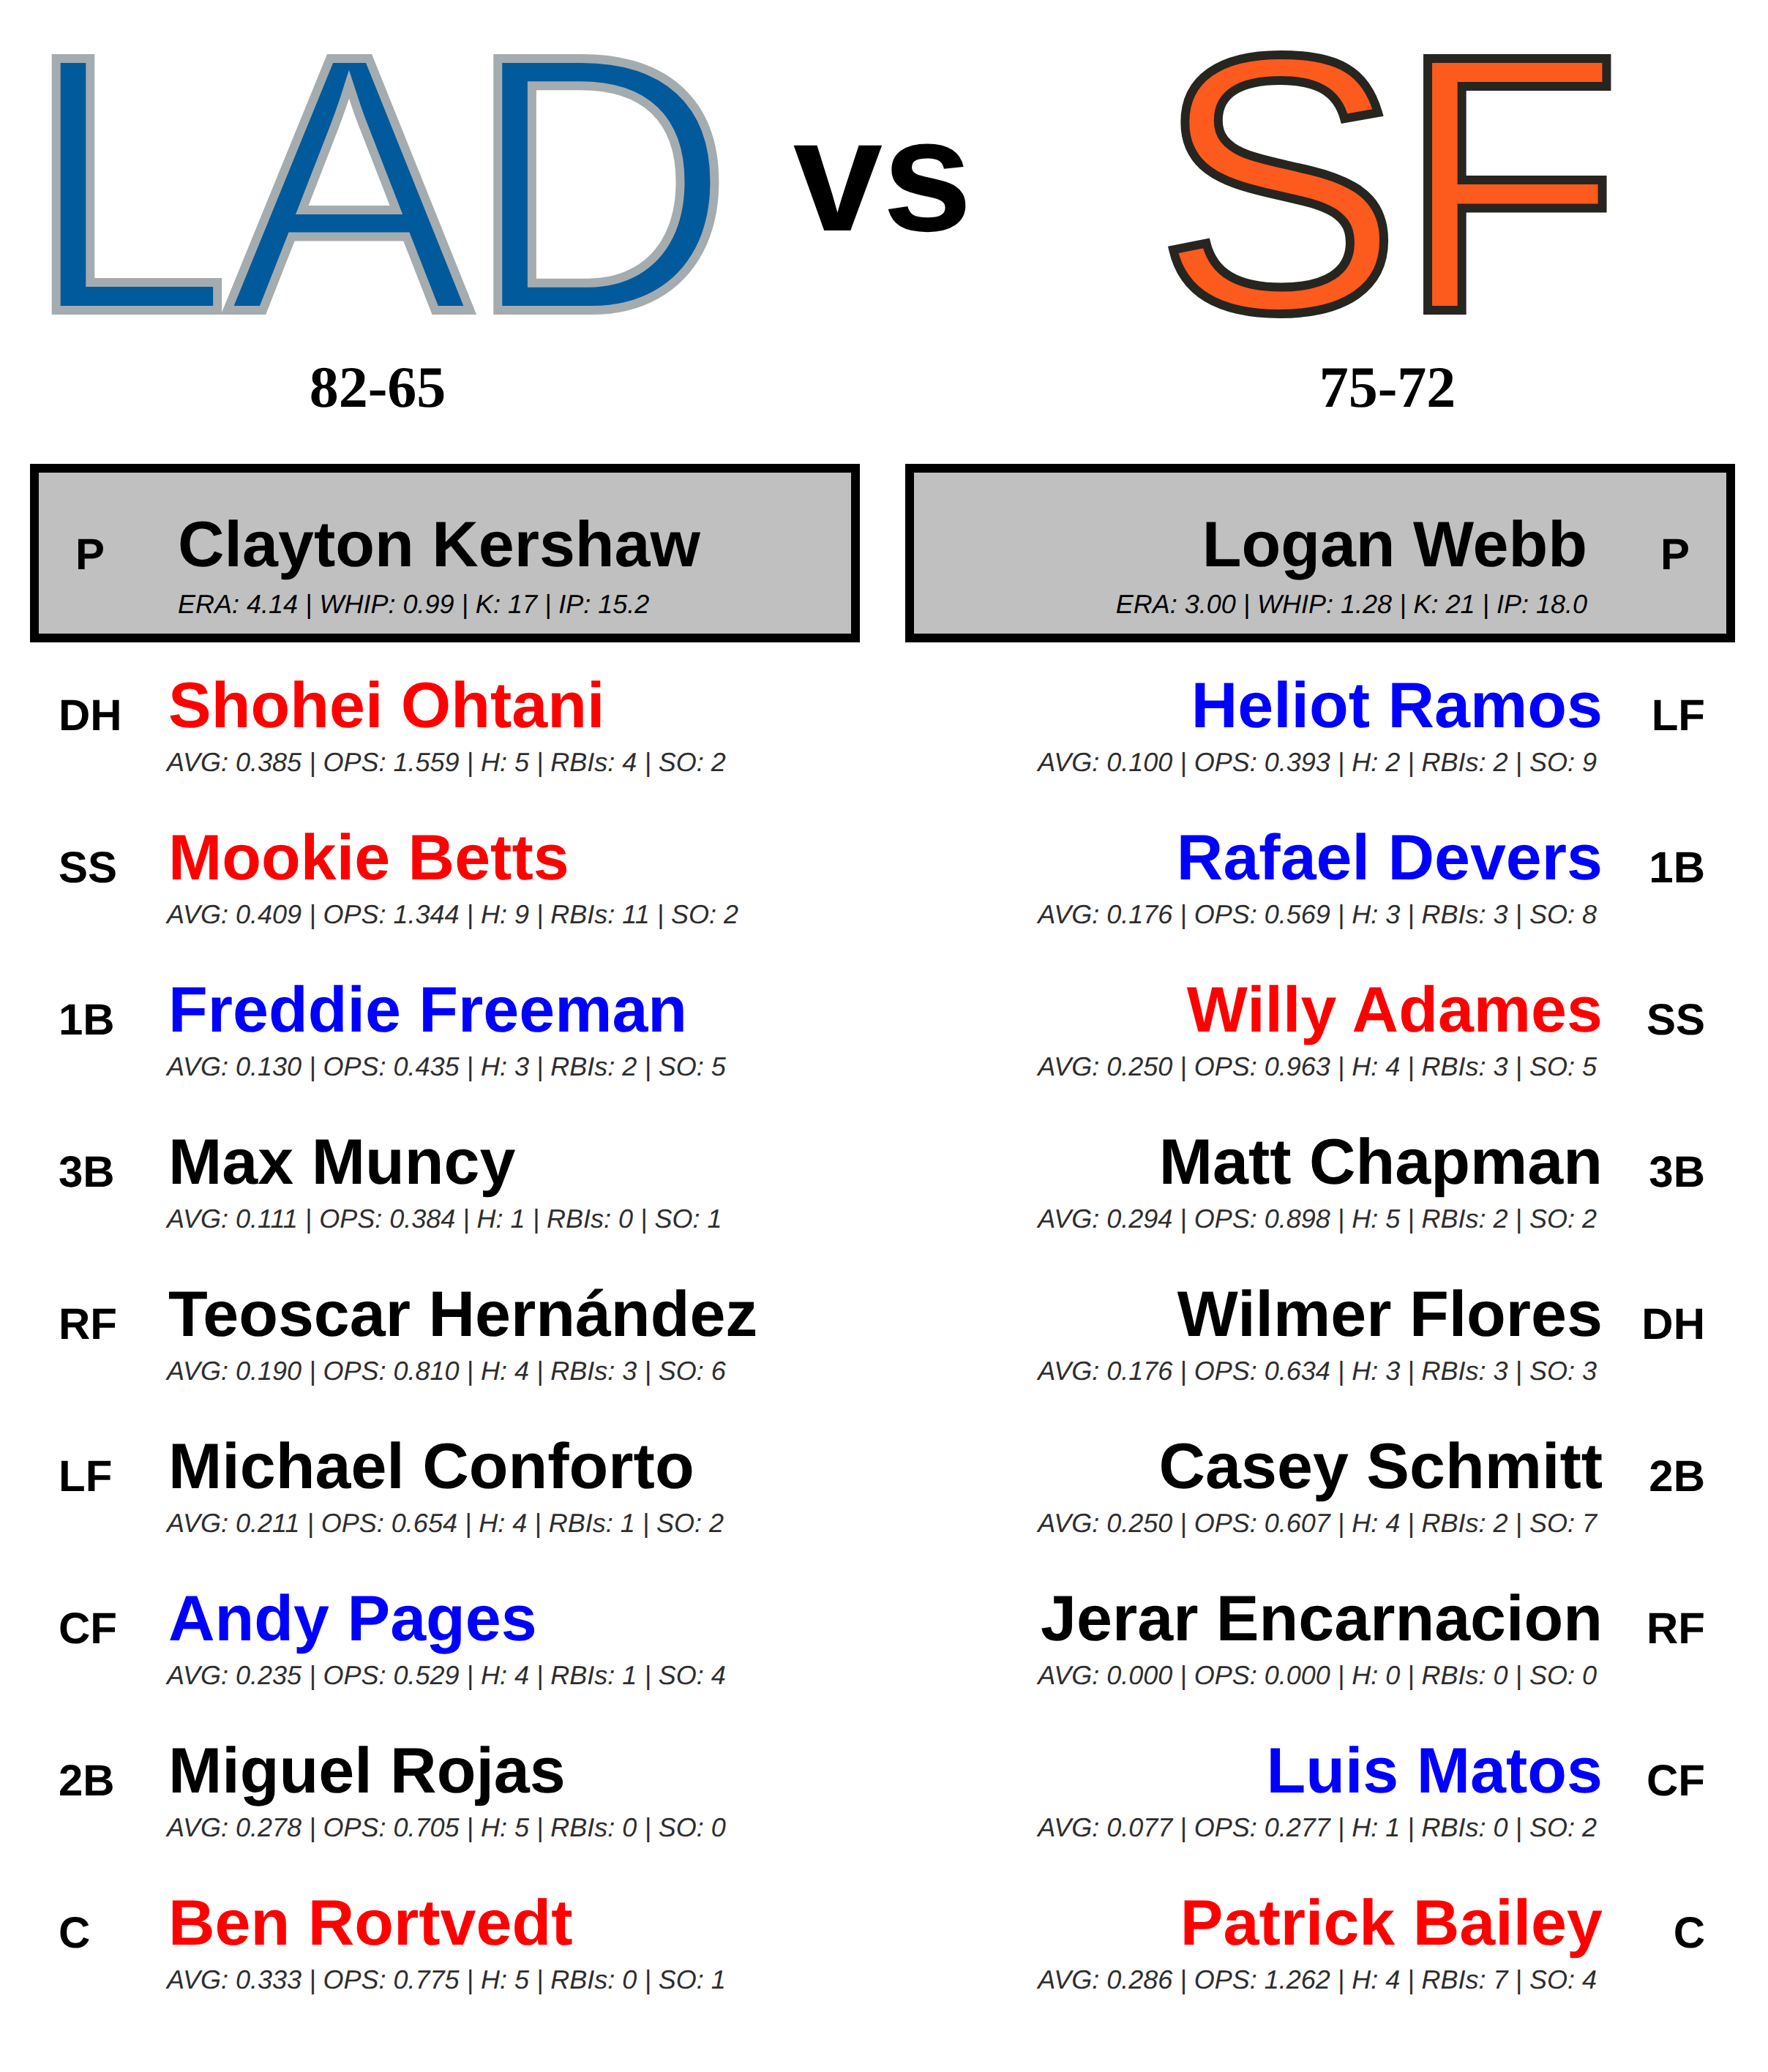 LAD vs SF
82-65 75-72
P Clayton Kershaw Logan Webb P
ERA: 4.14 | WHIP: 0.99 | K: 17 | IP: 15.2 ERA: 3.00 | WHIP: 1.28 | K: 21 | IP: 18.0
DH Shohei Ohtani Heliot Ramos LF
AVG: 0.385 | OPS: 1.559 | H: 5 | RBIs: 4 | SO: 2 AVG: 0.100 | OPS: 0.393 | H: 2 | RBIs: 2 | SO: 9
SS Mookie Betts Rafael Devers 1B
AVG: 0.409 | OPS: 1.344 | H: 9 | RBIs: 11 | SO: 2 AVG: 0.176 | OPS: 0.569 | H: 3 | RBIs: 3 | SO: 8
1B Freddie Freeman Willy Adames SS
AVG: 0.130 | OPS: 0.435 | H: 3 | RBIs: 2 | SO: 5 AVG: 0.250 | OPS: 0.963 | H: 4 | RBIs: 3 | SO: 5
3B Max Muncy Matt Chapman 3B
AVG: 0.111 | OPS: 0.384 | H: 1 | RBIs: 0 | SO: 1 AVG: 0.294 | OPS: 0.898 | H: 5 | RBIs: 2 | SO: 2
RF Teoscar Hernández Wilmer Flores DH
AVG: 0.190 | OPS: 0.810 | H: 4 | RBIs: 3 | SO: 6 AVG: 0.176 | OPS: 0.634 | H: 3 | RBIs: 3 | SO: 3
LF Michael Conforto Casey Schmitt 2B
AVG: 0.211 | OPS: 0.654 | H: 4 | RBIs: 1 | SO: 2 AVG: 0.250 | OPS: 0.607 | H: 4 | RBIs: 2 | SO: 7
CF Andy Pages Jerar Encarnacion RF
AVG: 0.235 | OPS: 0.529 | H: 4 | RBIs: 1 | SO: 4 AVG: 0.000 | OPS: 0.000 | H: 0 | RBIs: 0 | SO: 0
2B Miguel Rojas Luis Matos CF
AVG: 0.278 | OPS: 0.705 | H: 5 | RBIs: 0 | SO: 0 AVG: 0.077 | OPS: 0.277 | H: 1 | RBIs: 0 | SO: 2
C Ben Rortvedt Patrick Bailey C
AVG: 0.333 | OPS: 0.775 | H: 5 | RBIs: 0 | SO: 1 AVG: 0.286 | OPS: 1.262 | H: 4 | RBIs: 7 | SO: 4